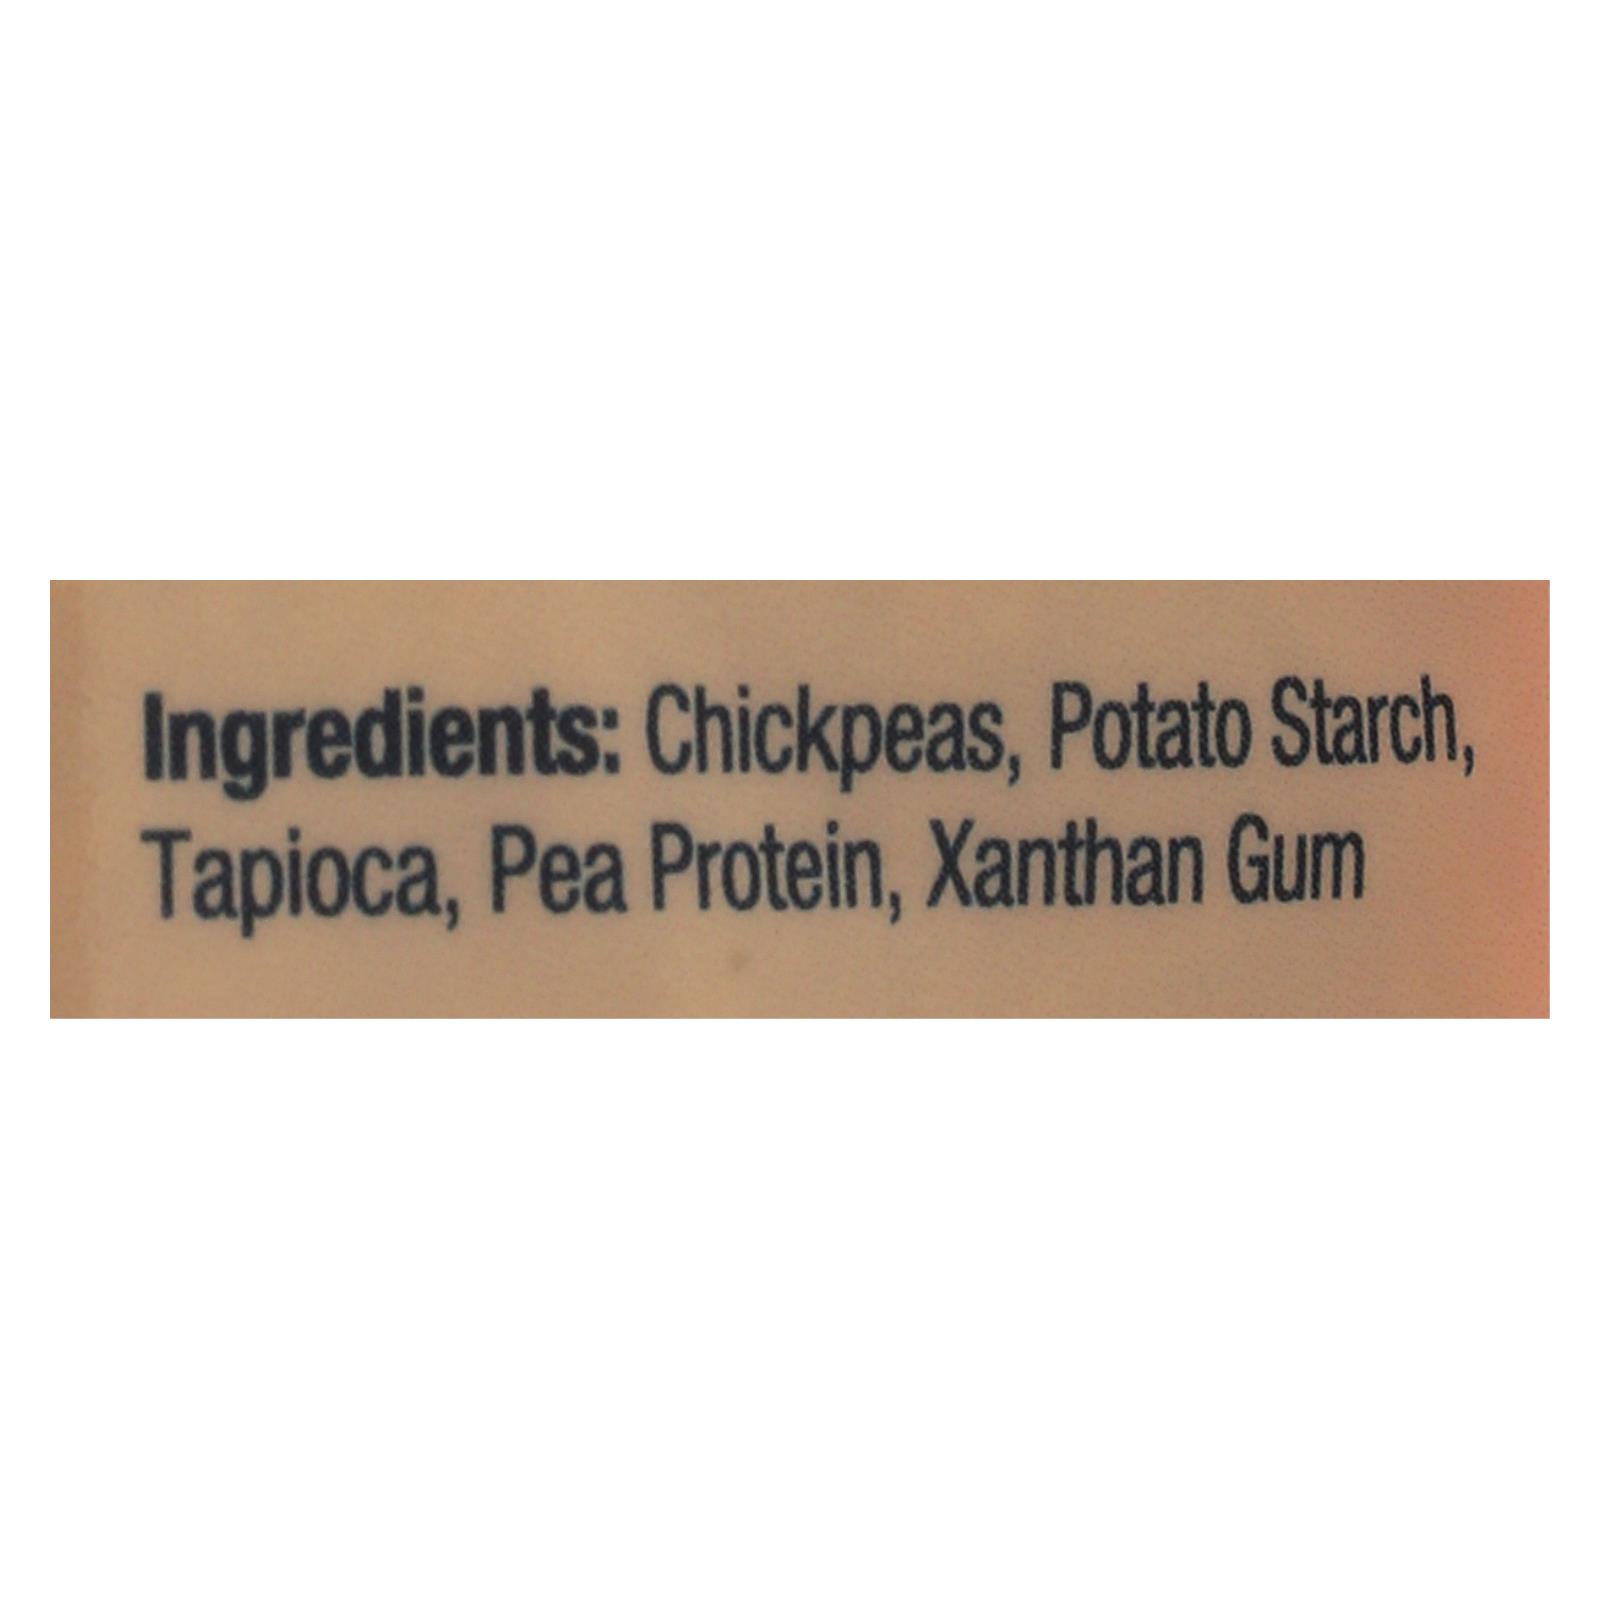 Ingredients: Chickpeas, Potato Starch,
Tapioca, Pea Protein, Xanthan Gum